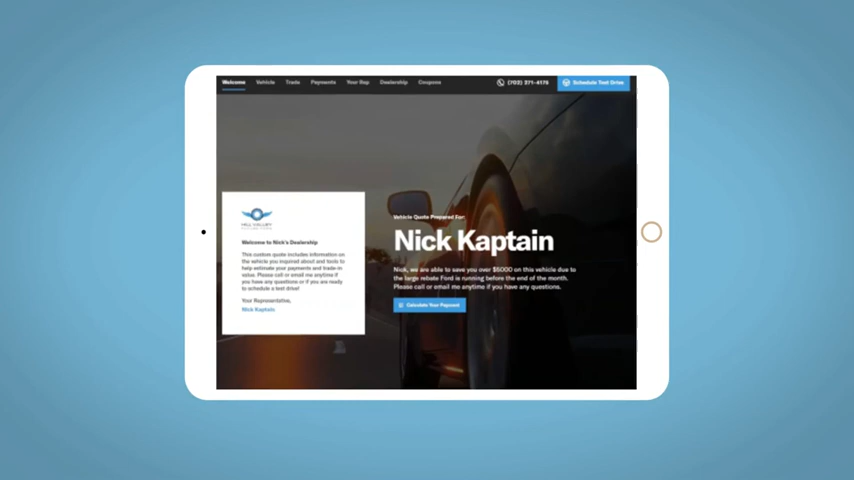 Welcome Vehicle Trade Payments Your Rep Dealership Coupons (702) 271-4175 Schedule Test Drive
HILL VALLEY
Welcome to Nick's Dealership
This custom quote includes information on
the vehicle you inquired about and tools to
help estimate your payments and trade-in
value. Please call or email me anytime if
you have any questions or if you are ready
to schedule a test drive!
Your Representative,
Nick Kaptain
Vehicle Quote Prepared For:
Nick Kaptain
Nick, we are able to save you over $6000 on this vehicle due to
the large rebate Ford is running before the end of the month.
Please call or email me anytime if you have any questions.
Calculate Your Payment